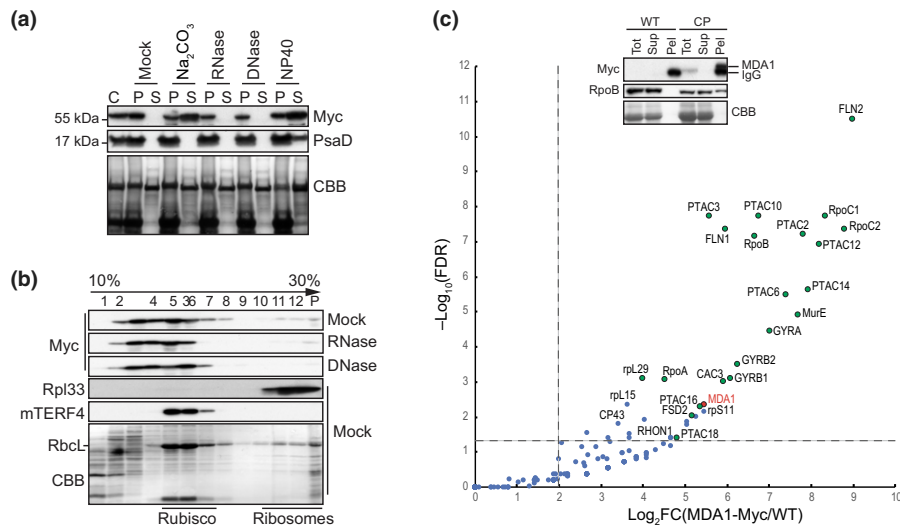 (a)
Mock
Na2CO3
RNase
DNase
NP40
C P S P S P S P S P S
55 kDa
Myc
17 kDa
PsaD
CBB
(b)
10% 30%
1 2 4 5 36 7 8 9 10 11 12 P
Myc
Mock
RNase
DNase
Rpl33
mTERF4
RbcL
CBB
Mock
Rubisco Ribosomes
(c)
WT CP
Tot Sup Pel Tot Sup Pel
Myc
MDA1
IgG
RpoB
CBB
–Log10(FDR)
12
11
10
9
8
7
6
5
4
3
2
1
0
FLN2
PTAC3
PTAC10
RpoC1
FLN1
RpoB
PTAC2
RpoC2
PTAC12
PTAC6
PTAC14
MurE
GYRA
GYRB2
rpL29
RpoA
CAC3
GYRB1
rpL15
PTAC16
MDA1
CP43
FSD2
rpS11
RHON1
PTAC18
0 1 2 3 4 5 6 7 8 9 10
Log2FC(MDA1-Myc/WT)